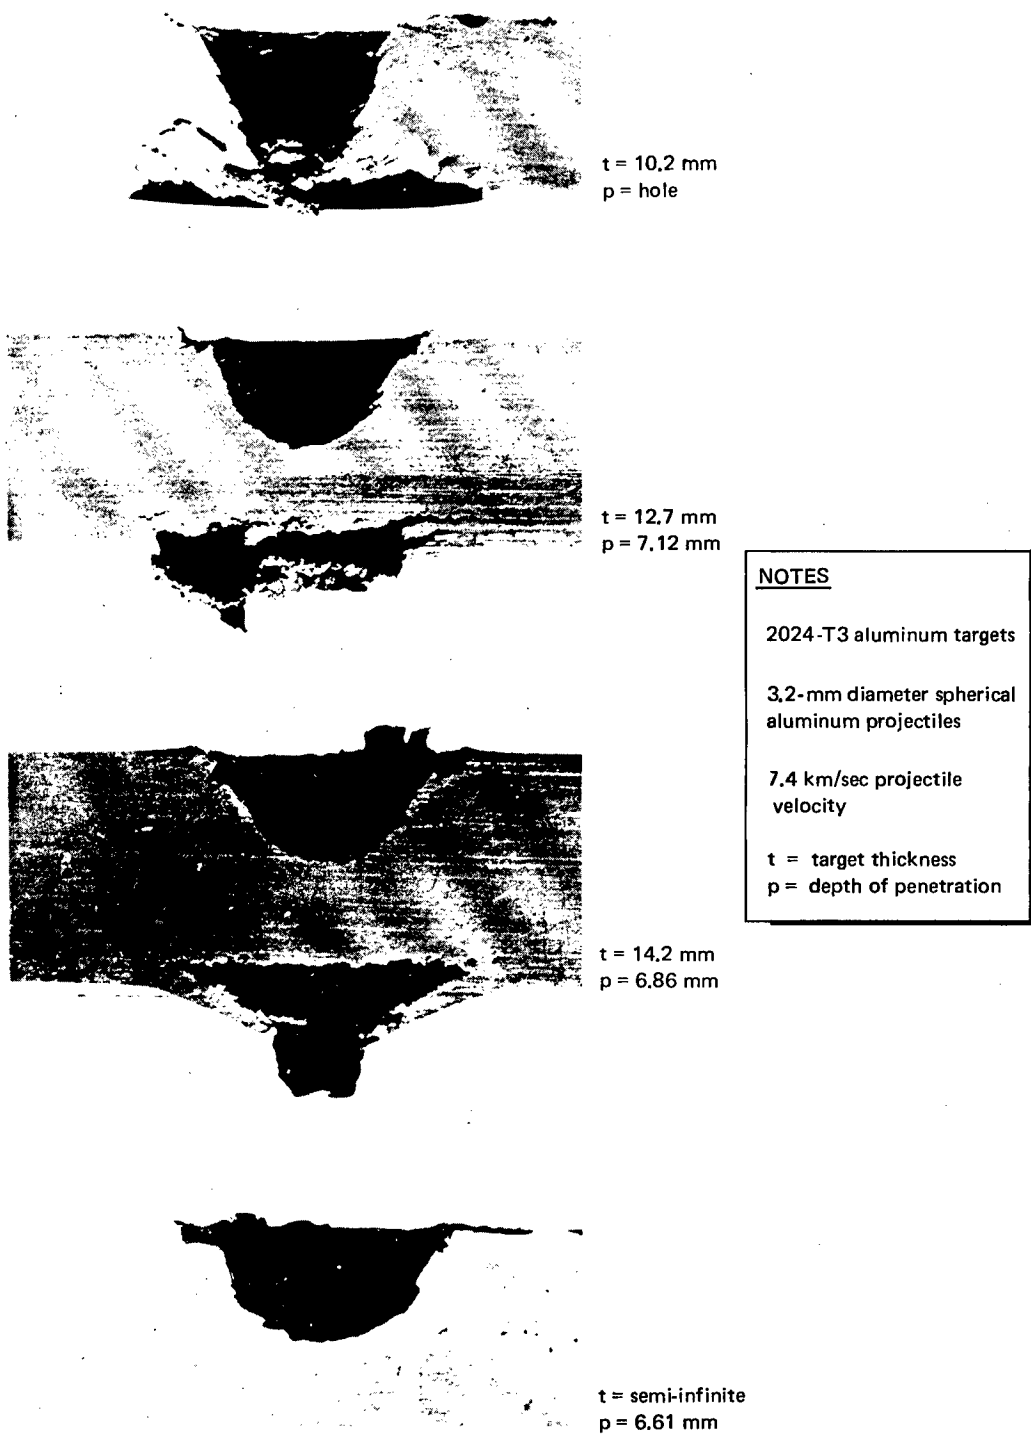 t = 10.2 mm
p = hole
t = 12.7 mm
p = 7.12 mm
NOTES
2024-T3 aluminum targets
3.2-mm diameter spherical
aluminum projectiles
7.4 km/sec projectile
velocity
t = target thickness
p = depth of penetration
t = 14.2 mm
p = 6.86 mm
t = semi-infinite
p = 6.61 mm